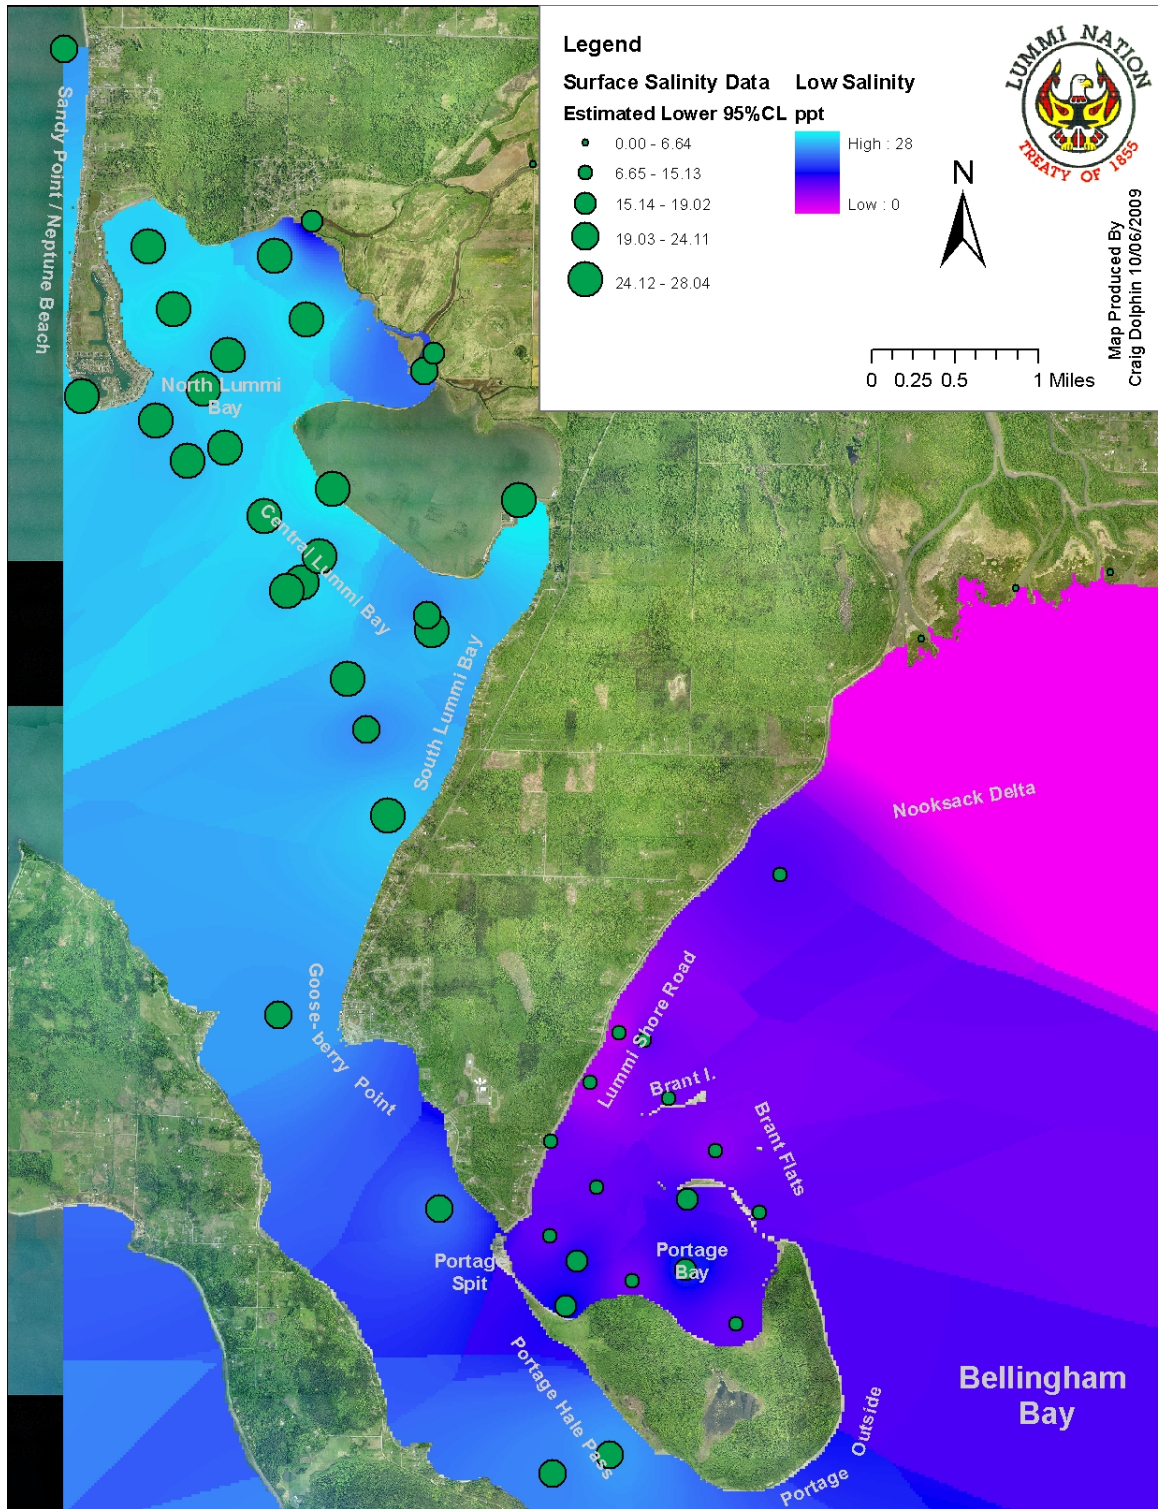 Legend
Surface Salinity Data
Estimated Lower 95%CL
0.00 - 6.64
6.65 - 15.13
15.14 - 19.02
19.03 - 24.11
24.12 - 28.04
Low Salinity
ppt
High : 28
Low : 0
N
0 0.25 0.5 1 Miles
LUMMI NATION
TREATY OF 1855
Map Produced By
Craig Dolphin 10/06/2009
Sandy Point / Neptune Beach
North Lummi
Bay
Central Lummi Bay
South Lummi Bay
Nooksack Delta
Goose-berry Point
Lummi Shore Road
Brant I.
Brant Flats
Portage
Spit
Portage
Bay
Portage Hale Pass
Portage Outside
Bellingham
Bay